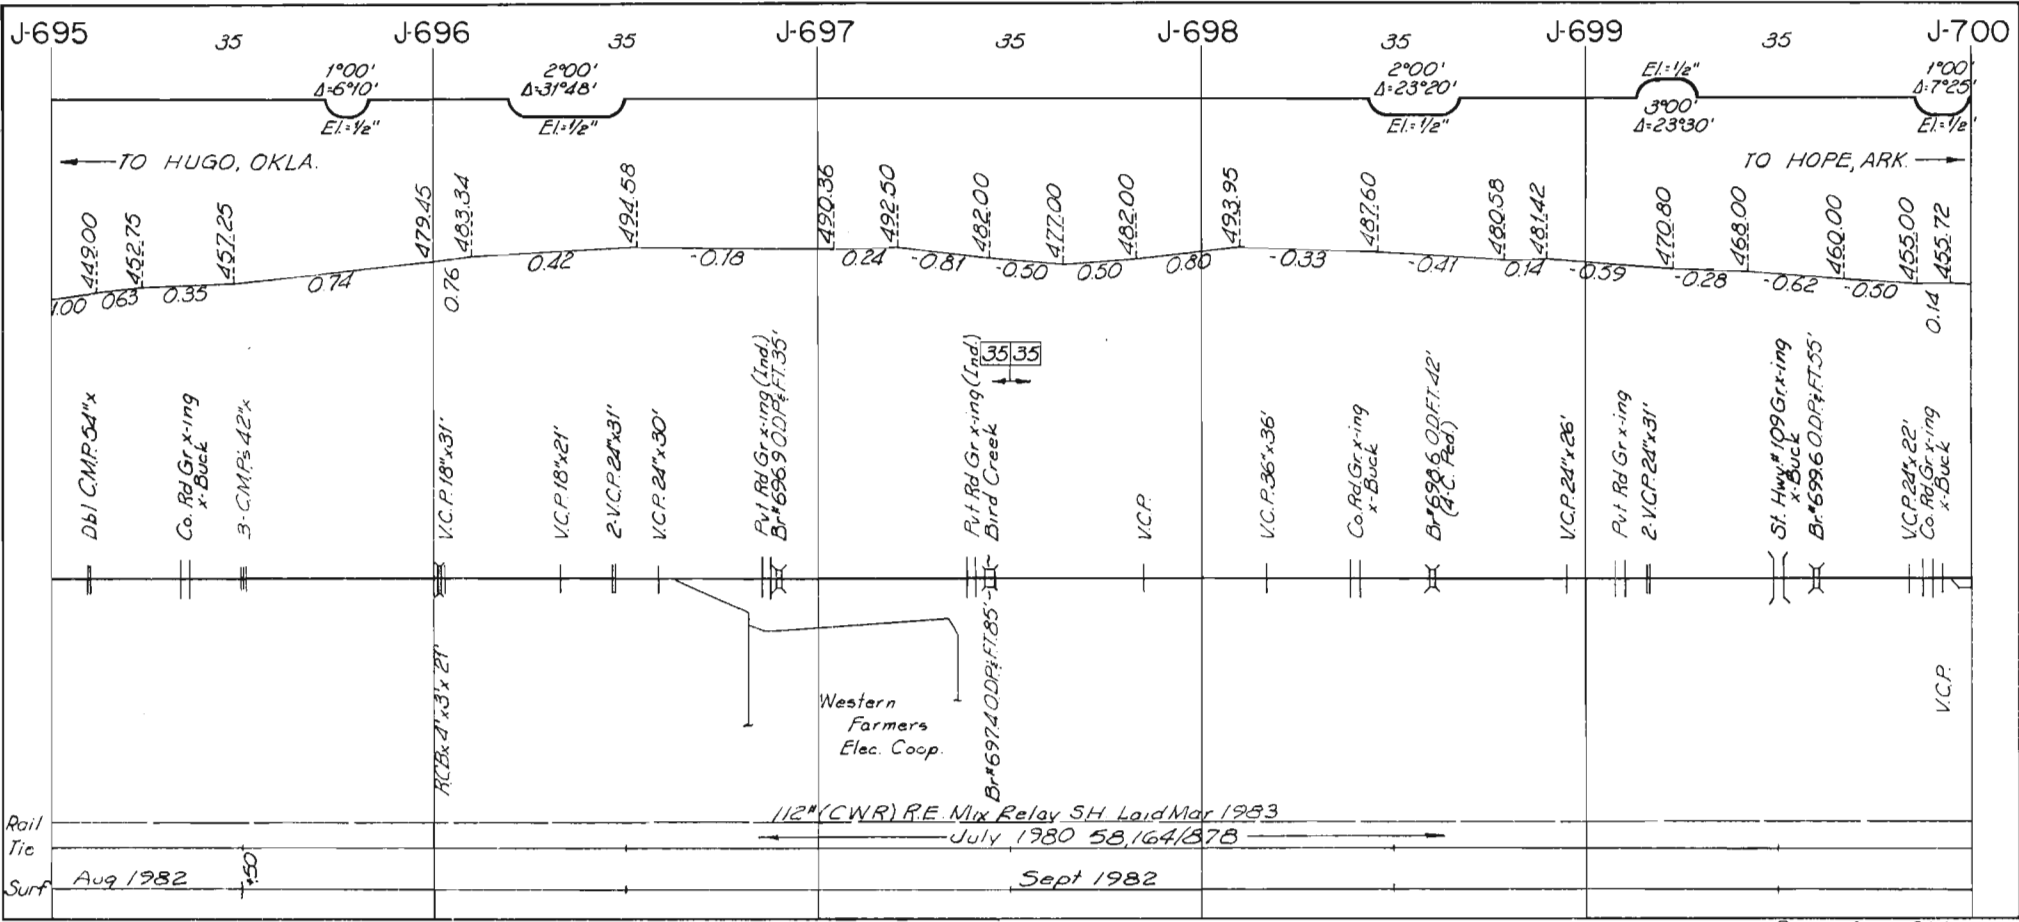 J-695 35 J-696 35 J-697 35 J-698 35 J-699 35 J-700
1°00' 2°00' 2°00' El.=1/2" 1°00'
Δ=6°10' Δ=31°48' Δ=23°20' 3°00' Δ=7°25'
El.=1/2" El.=1/2" El.=1/2" Δ=23°30' El.=1/2"
TO HUGO, OKLA. TO HOPE, ARK.
449.00 452.75 457.25 479.45 483.34 494.58 490.36 492.50 482.00 477.00 482.00 493.95 487.60 480.58 481.42 470.80 468.00 460.00 455.00 455.72
1.00 0.63 0.35 0.74 0.76 0.42 -0.18 0.24 -0.81 -0.50 0.50 0.80 -0.33 -0.41 0.14 -0.59 -0.28 -0.62 -0.50 0.14
35 35
Dbl C.M.P. 54"x
Co. Rd Gr x-ing
x-Buck
3-C.M.P.'s 42"x
V.C.P. 18"x31'
V.C.P. 18"x21'
2-V.C.P. 24"x31'
V.C.P. 24"x30'
Pvt Rd Gr x-ing (Ind.)
Br.#696.9 O.D.P.&F.T. 35'
Pvt Rd Gr x-ing (Ind.)
Bird Creek
V.C.P.
V.C.P. 36"x36'
Co. Rd. Gr. x-ing
x-Buck
Br#698.6 O.D.F.T. 42'
(4-C. Ped.)
V.C.P. 24"x26'
Pvt Rd Gr x-ing
2-V.C.P. 24"x31'
St. Hwy #109 Gr x-ing
x-Buck
Br.#699.6 O.D.P.&F.T. 55'
V.C.P. 24"x22'
Co. Rd Gr. x-ing
x-Buck
R.C.B. 4'x3'x21'
Western
Farmers
Elec. Coop.
Br#697.4 O.D.P.&F.T. 85'
V.C.P.
Rail 112# (CWR) R.E. Mix Relay S.H. Laid Mar 1983
Tie July 1980 58,164/878
Surf Aug 1982 .50 Sept 1982